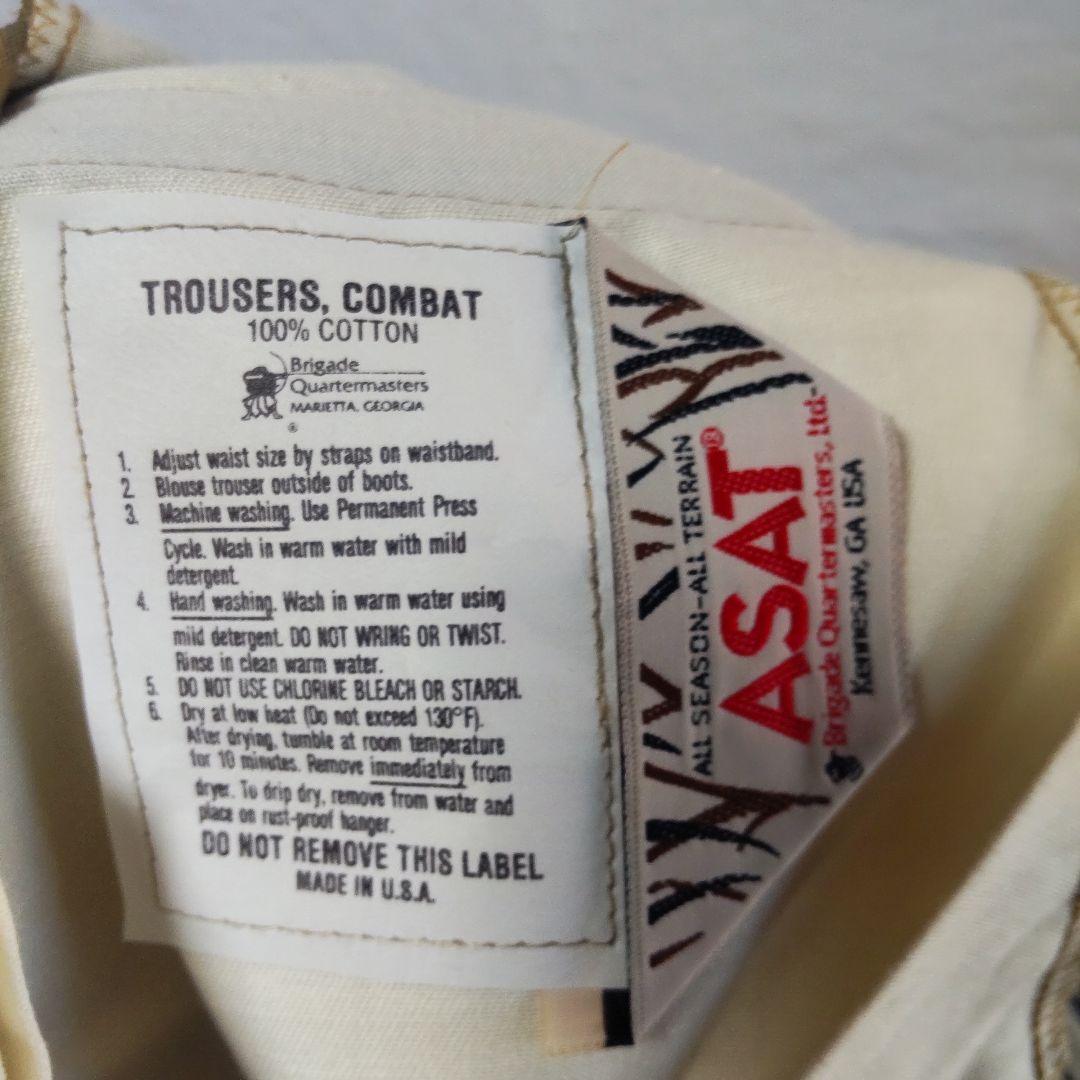 TROUSERS, COMBAT
100% COTTON
Brigade
Quartermasters
MARIETTA, GEORGIA
®
1. Adjust waist size by straps on waistband.
2 Blouse trouser outside of boots.
3. Machine washing. Use Permanent Press
Cycle. Wash in warm water with mild
detergent.
4. Hand washing. Wash in warm water using
mild detergent. DO NOT WRING OR TWIST.
Rinse in clean warm water.
5. DO NOT USE CHLORINE BLEACH OR STARCH.
6. Dry at low heat (Do not exceed 130°F).
After drying, tumble at room temperature
for 10 minutes. Remove immediately from
dryer. To drip dry, remove from water and
place on rust-proof hanger.
DO NOT REMOVE THIS LABEL
MADE IN U.S.A.
ALL SEASON-ALL TERRAIN
ASAT®
Brigade Quartermasters, Ltd.
Kennesaw, GA USA